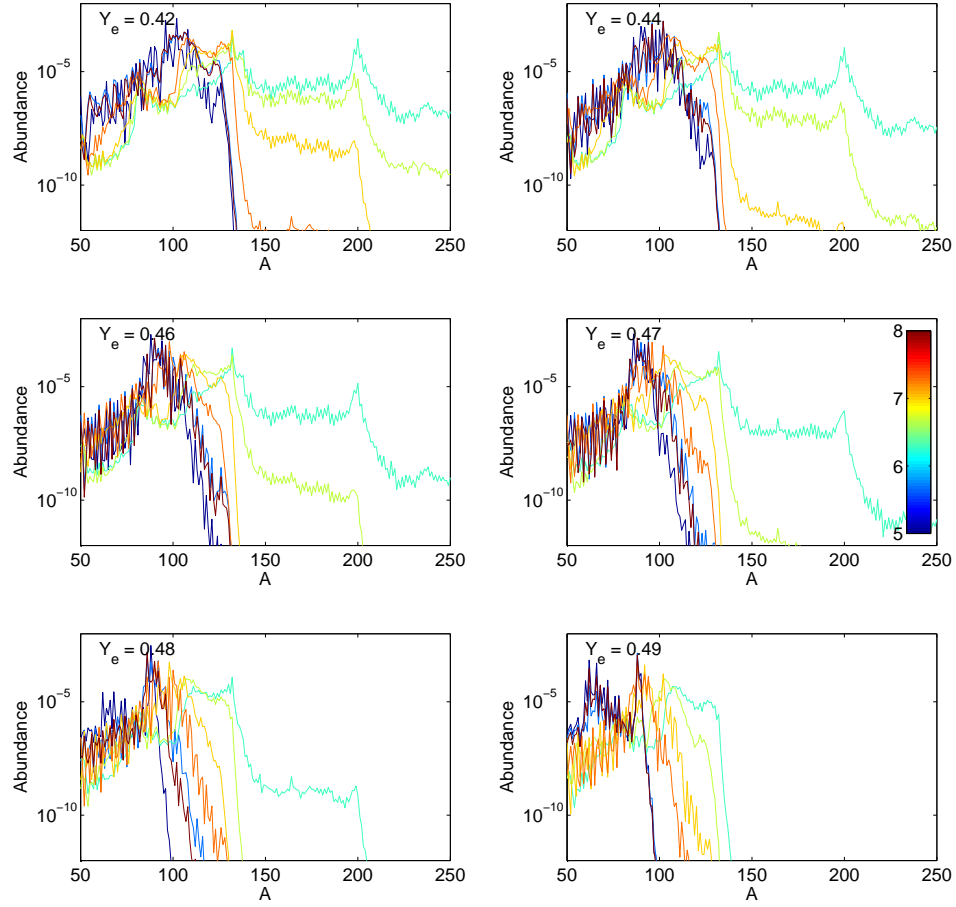 Y_e = 0.42
Abundance
10^-5
10^-10
50 100 150 200 250
A
Y_e = 0.44
Abundance
10^-5
10^-10
50 100 150 200 250
A
Y_e = 0.46
Abundance
10^-5
10^-10
50 100 150 200 250
A
Y_e = 0.47
Abundance
10^-5
10^-10
50 100 150 200 250
A
8
7
6
5
Y_e = 0.48
Abundance
10^-5
10^-10
50 100 150 200 250
A
Y_e = 0.49
Abundance
10^-5
10^-10
50 100 150 200 250
A